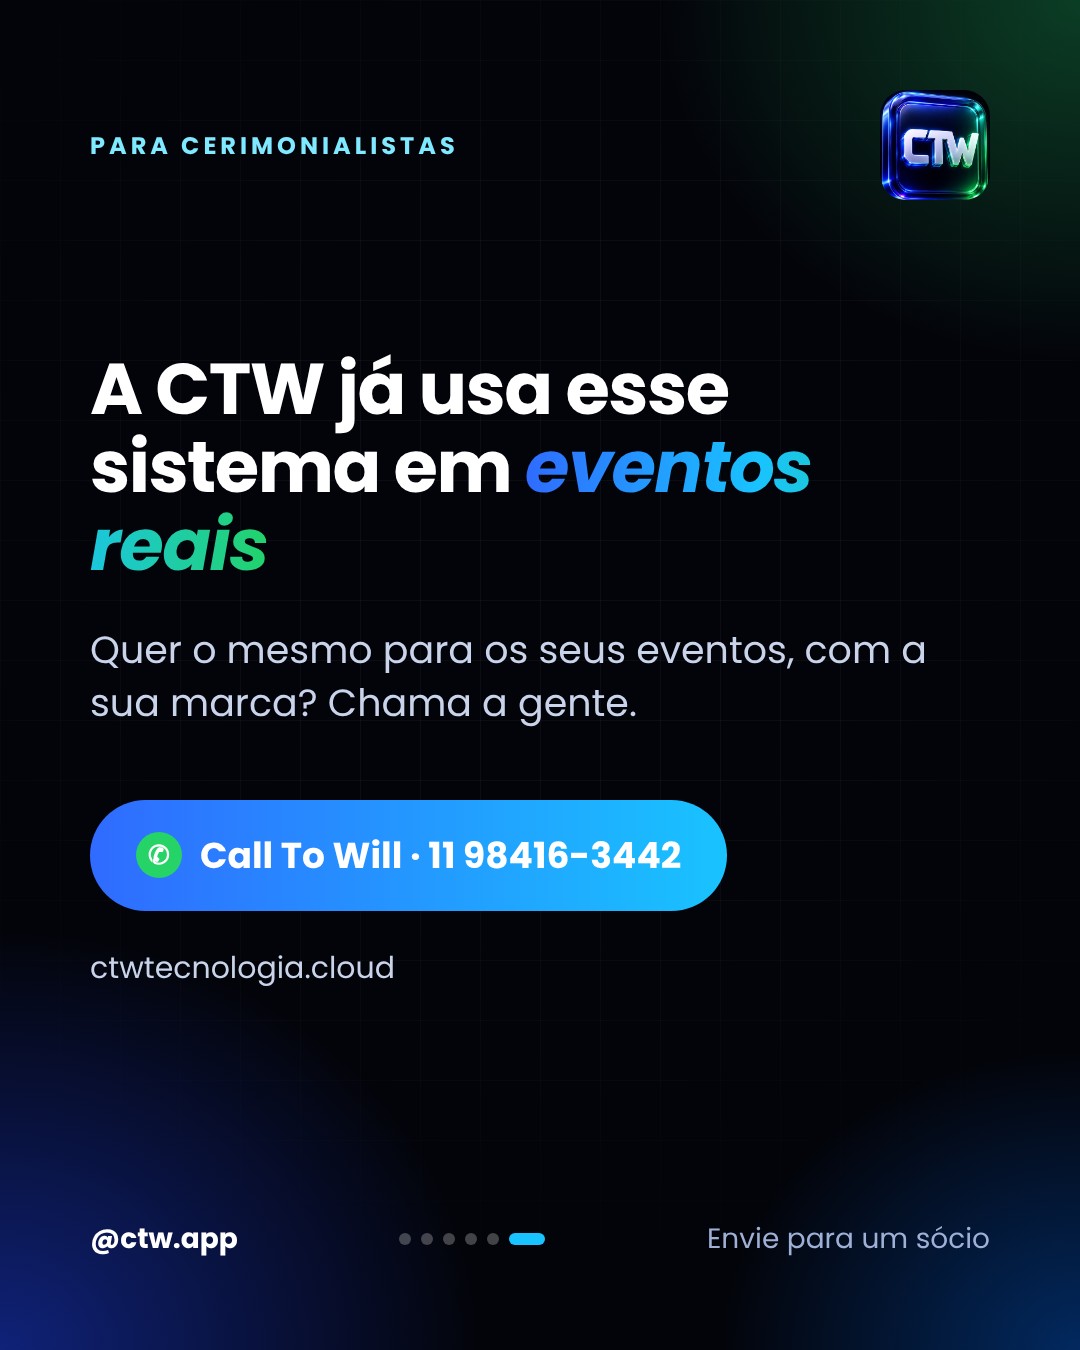 PARA CERIMONIALISTAS
CTW
A CTW já usa esse
sistema em eventos
reais
Quer o mesmo para os seus eventos, com a
sua marca? Chama a gente.
✆ Call To Will · 11 98416-3442
ctwtecnologia.cloud
@ctw.app
Envie para um sócio